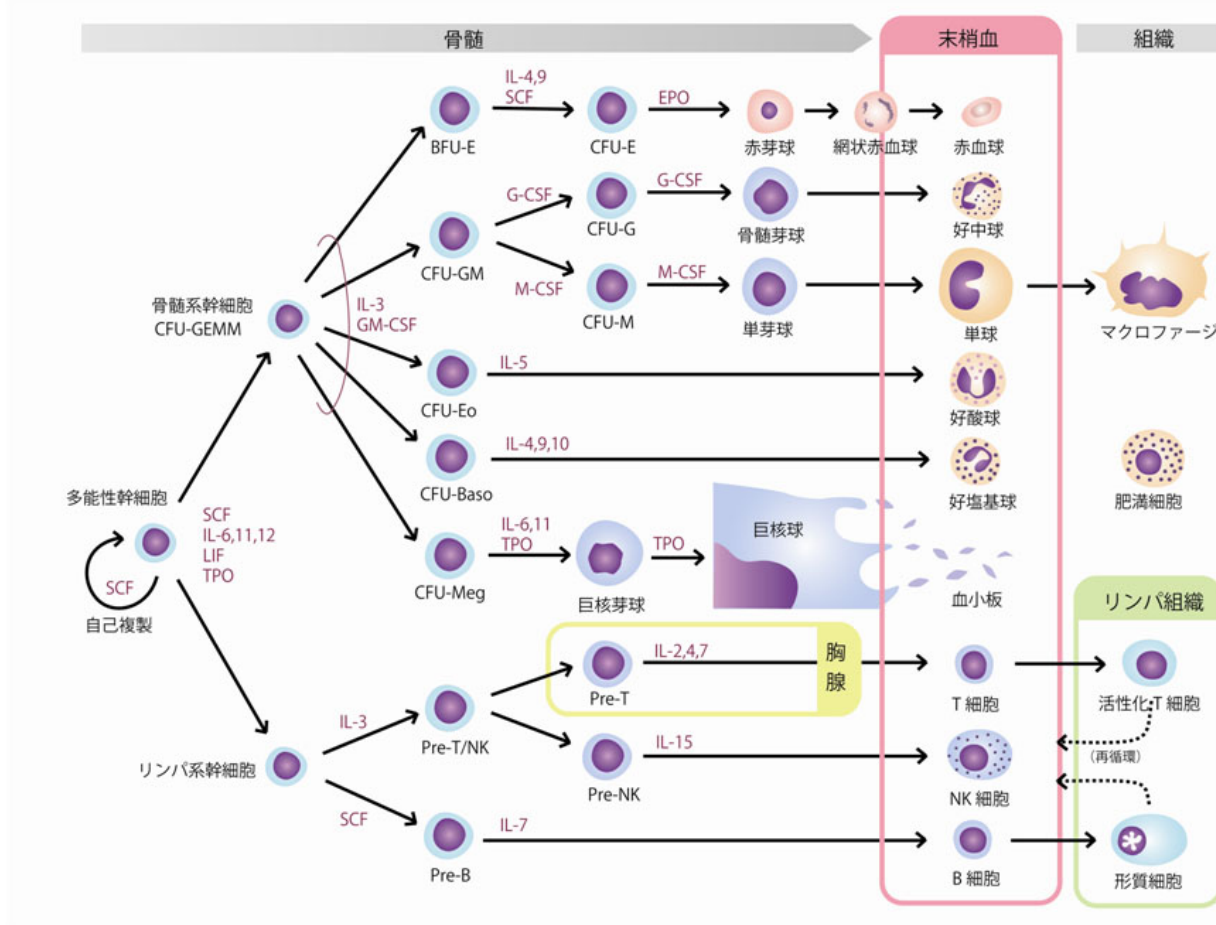 骨髄
末梢血
組織
IL-4,9
SCF
EPO
BFU-E
CFU-E
赤芽球
網状赤血球
赤血球
G-CSF
G-CSF
CFU-G
骨髄芽球
好中球
CFU-GM
M-CSF
M-CSF
CFU-M
単芽球
単球
マクロファージ
骨髄系幹細胞
CFU-GEMM
IL-3
GM-CSF
IL-5
CFU-Eo
好酸球
IL-4,9,10
CFU-Baso
好塩基球
肥満細胞
多能性幹細胞
SCF
IL-6,11,12
LIF
TPO
SCF
自己複製
IL-6,11
TPO
TPO
巨核球
CFU-Meg
巨核芽球
血小板
リンパ組織
IL-2,4,7
胸
腺
Pre-T
T 細胞
活性化 T 細胞
IL-3
Pre-T/NK
IL-15
(再循環)
リンパ系幹細胞
Pre-NK
NK 細胞
SCF
IL-7
Pre-B
B 細胞
形質細胞